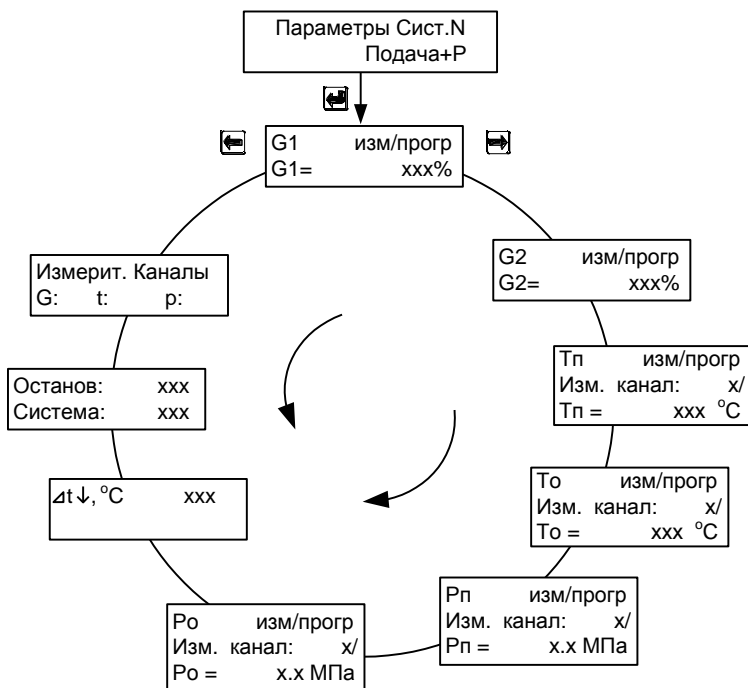 Параметры Сист.N
Подача+P
G1 изм/прогр
G1= xxx%
G2 изм/прогр
G2= xxx%
Тп изм/прогр
Изм. канал: x/
Тп = xxx °C
То изм/прогр
Изм. канал: x/
То = xxx °C
Рп изм/прогр
Изм. канал: x/
Рп = x.x МПа
Ро изм/прогр
Изм. канал: x/
Ро = x.x МПа
⊿t↓, °C xxx
Останов: xxx
Система: xxx
Измерит. Каналы
G: t: p: